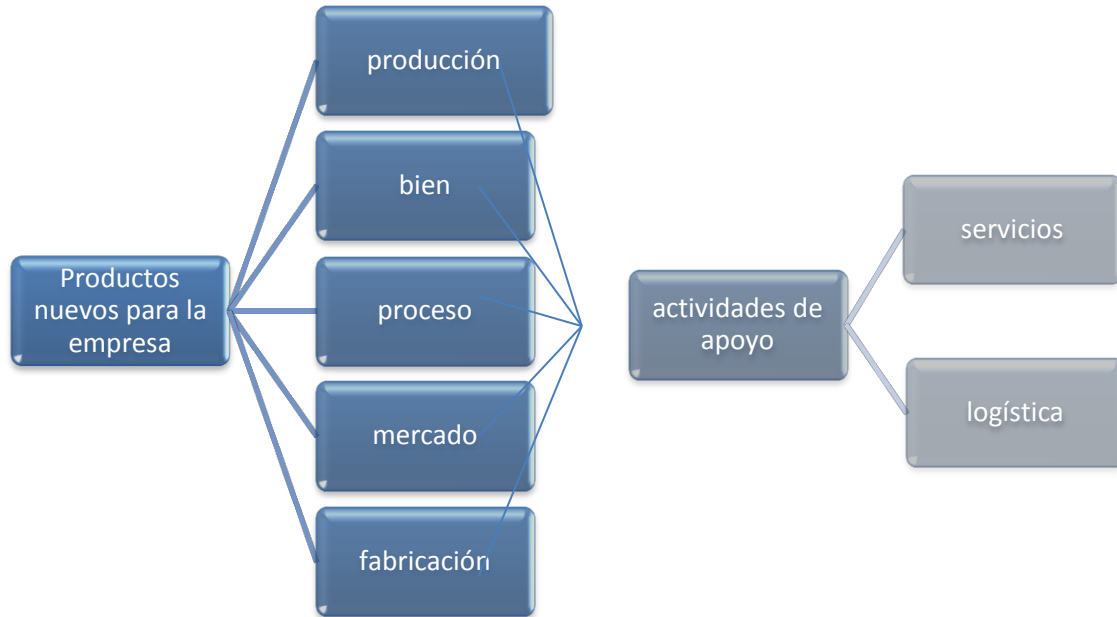 Productos
nuevos para la
empresa
producción
bien
proceso
mercado
fabricación
actividades de
apoyo
servicios
logística